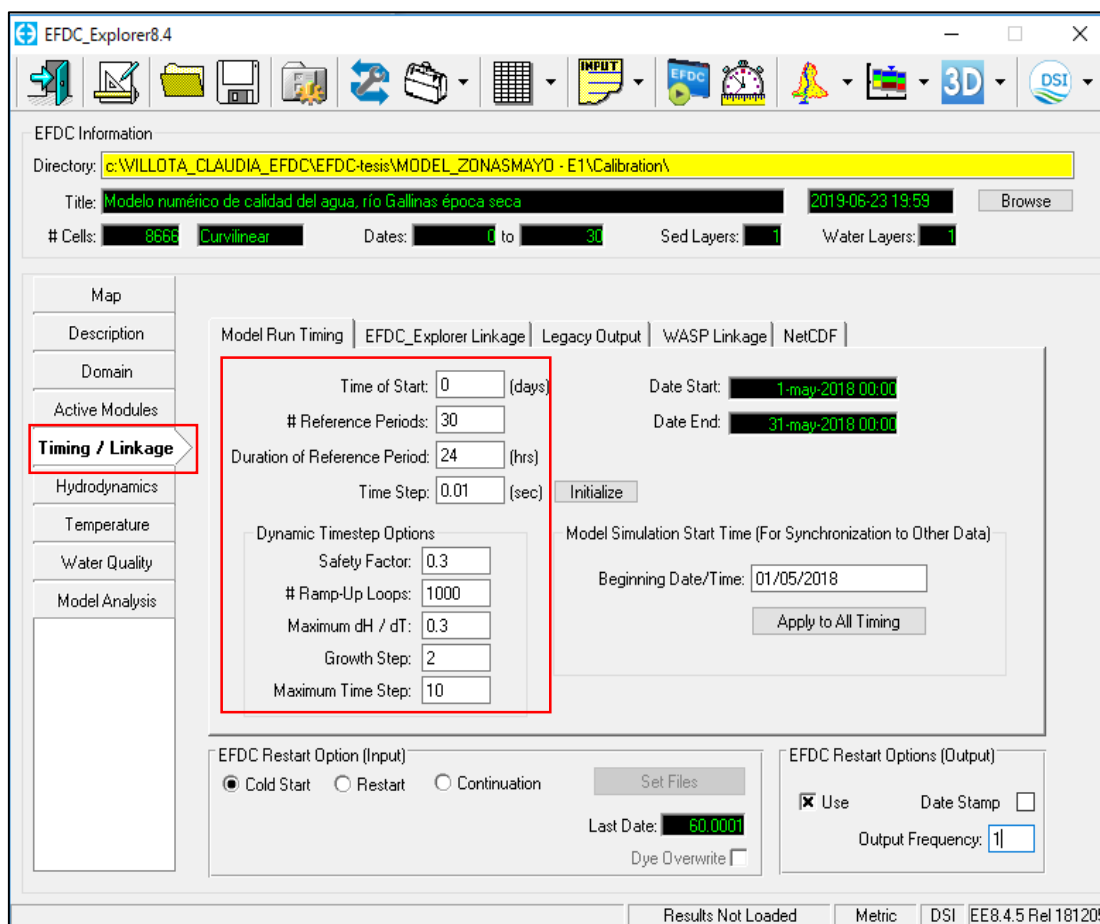 EFDC_Explorer8.4
INPUT EFDC 3D DSI
EFDC Information
Directory: c:\VILLOTA_CLAUDIA_EFDC\EFDC-tesis\MODEL_ZONASMAYO - E1\Calibration\
Title: Modelo numérico de calidad del agua, río Gallinas época seca 2019-06-23 19:59 Browse
# Cells: 8666 Curvilinear Dates: 0 to 30 Sed Layers: 1 Water Layers: 1
Map
Description
Domain
Active Modules
Timing / Linkage
Hydrodynamics
Temperature
Water Quality
Model Analysis
Model Run Timing EFDC_Explorer Linkage Legacy Output WASP Linkage NetCDF
Time of Start: 0 (days)
# Reference Periods: 30
Duration of Reference Period: 24 (hrs)
Time Step: 0.01 (sec) Initialize
Date Start: 1-may-2018 00:00
Date End: 31-may-2018 00:00
Dynamic Timestep Options
Safety Factor: 0.3
# Ramp-Up Loops: 1000
Maximum dH / dT: 0.3
Growth Step: 2
Maximum Time Step: 10
Model Simulation Start Time (For Synchronization to Other Data)
Beginning Date/Time: 01/05/2018
Apply to All Timing
EFDC Restart Option (Input)
Cold Start Restart Continuation Set Files
Last Date: 60.0001
Dye Overwrite
EFDC Restart Options (Output)
Use Date Stamp
Output Frequency: 1
Results Not Loaded Metric DSI EE8.4.5 Rel 181205